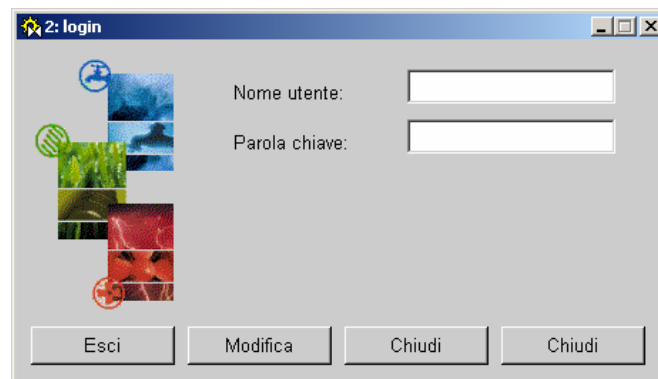 2: login
Nome utente:
Parola chiave:
Esci Modifica Chiudi Chiudi